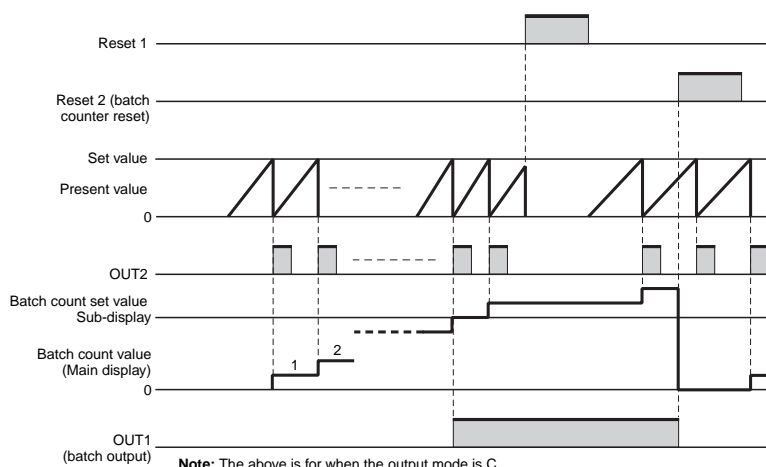 Reset 1
Reset 2 (batch
counter reset)
Set value
Present value
0
OUT2
Batch count set value
Sub-display
Batch count value
(Main display)
1
2
0
OUT1
(batch output)
Note: The above is for when the output mode is C.